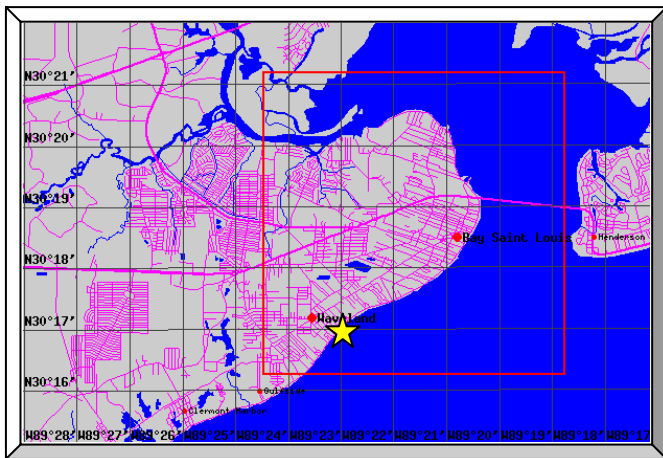 N30°21'
N30°20'
N30°19'
Bay Saint Louis
Henderson
N30°18'
Waveland
N30°17'
N30°16'
Gulfside
Clermont Harbor
W89°28' W89°27' W89°26' W89°25' W89°24' W89°23' W89°22' W89°21' W89°20' W89°19' W89°18' W89°17